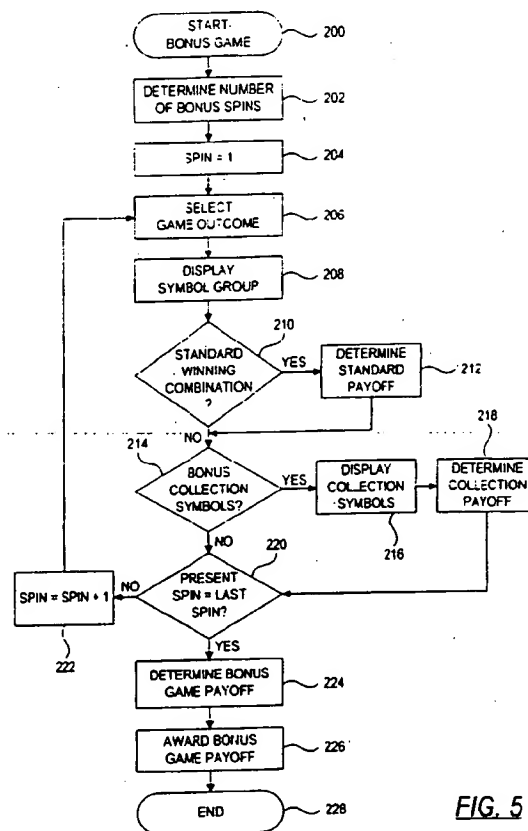 START
BONUS GAME
200
DETERMINE NUMBER
OF BONUS SPINS
202
SPIN = 1
204
SELECT
GAME OUTCOME
206
DISPLAY
SYMBOL GROUP
208
210
STANDARD
WINNING
COMBINATION
?
YES
DETERMINE
STANDARD
PAYOFF
212
NO
214
BONUS
COLLECTION
SYMBOLS?
YES
DISPLAY
COLLECTION
SYMBOLS
216
218
DETERMINE
COLLECTION
PAYOFF
NO
220
PRESENT
SPIN = LAST
SPIN?
NO
SPIN = SPIN + 1
222
YES
DETERMINE BONUS
GAME PAYOFF
224
AWARD BONUS
GAME PAYOFF
226
END
228
FIG. 5